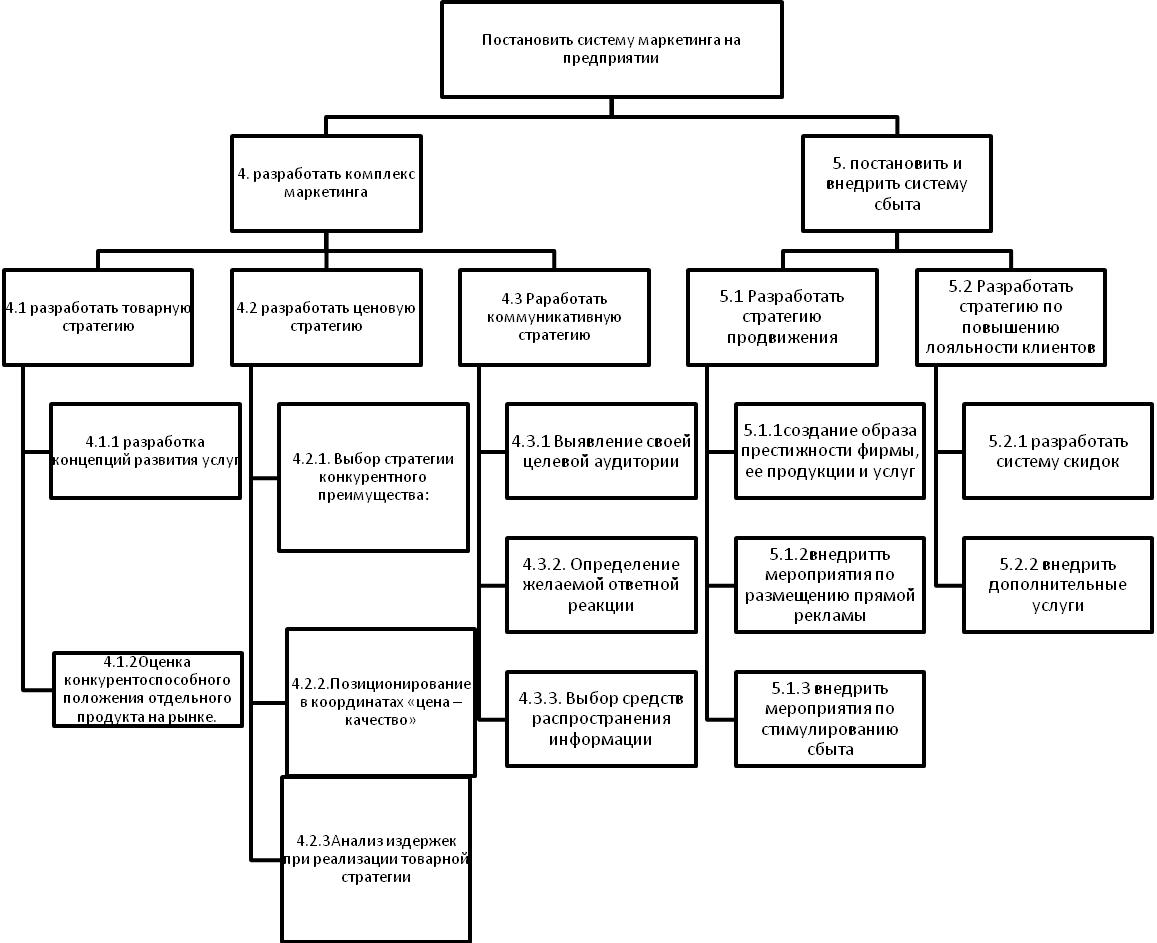 Постановить систему маркетинга на
предприятии
4. разработать комплекс
маркетинга
5. постановить и
внедрить систему
сбыта
4.1 разработать товарную
стратегию
4.2 разработать ценовую
стратегию
4.3 Раработать
коммуникативную
стратегию
5.1 Разработать
стратегию
продвижения
5.2 Разработать
стратегию по
повышению
лояльности клиентов
4.1.1 разработка
концепций развития услуг
4.1.2Оценка
конкурентоспособного
положения отдельного
продукта на рынке.
4.2.1. Выбор стратегии
конкурентного
преимущества:
4.2.2.Позиционирование
в координатах «цена –
качество»
4.2.3Анализ издержек
при реализации товарной
стратегии
4.3.1 Выявление своей
целевой аудитории
4.3.2. Определение
желаемой ответной
реакции
4.3.3. Выбор средств
распространения
информации
5.1.1создание образа
престижности фирмы,
ее продукции и услуг
5.1.2внедритть
мероприятия по
размещению прямой
рекламы
5.1.3 внедрить
мероприятия по
стимулированию
сбыта
5.2.1 разработать
систему скидок
5.2.2 внедрить
дополнительные
услуги